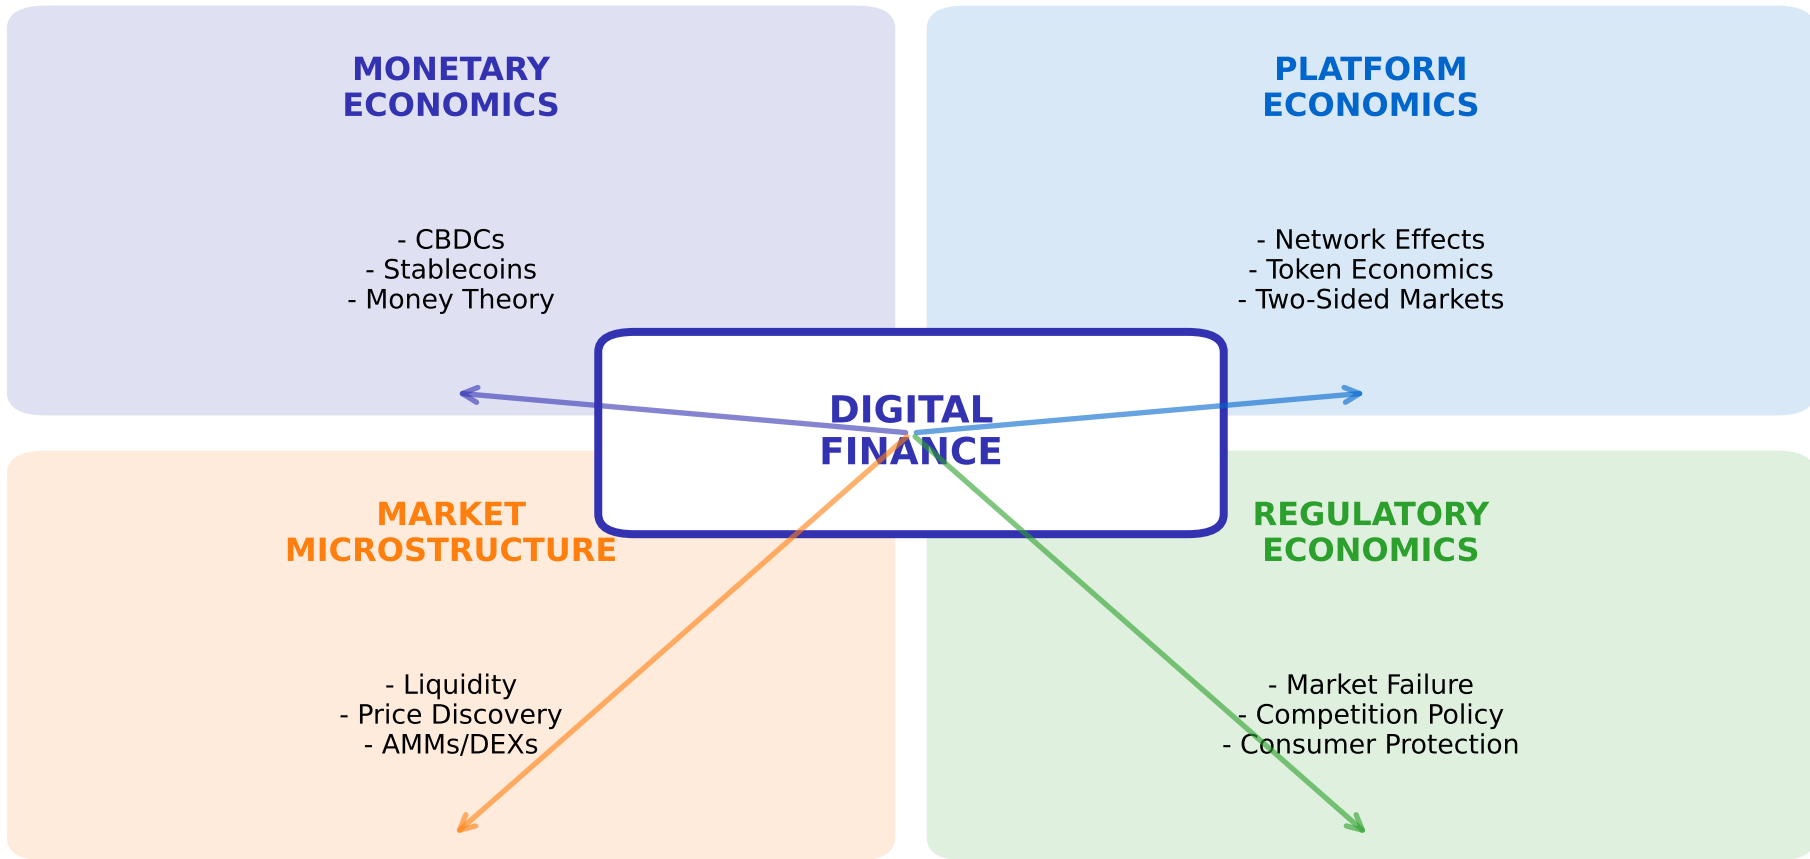 MONETARY
ECONOMICS
- CBDCs
- Stablecoins
- Money Theory
PLATFORM
ECONOMICS
- Network Effects
- Token Economics
- Two-Sided Markets
DIGITAL
FINANCE
MARKET
MICROSTRUCTURE
- Liquidity
- Price Discovery
- AMMs/DEXs
REGULATORY
ECONOMICS
- Market Failure
- Competition Policy
- Consumer Protection